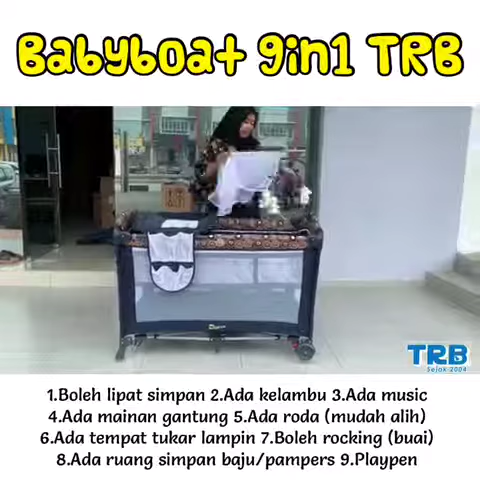 Babyboat 9in1 TRB
TRB
Sejak 2004
1.Boleh lipat simpan 2.Ada kelambu 3.Ada music
4.Ada mainan gantung 5.Ada roda (mudah alih)
6.Ada tempat tukar lampin 7.Boleh rocking (buai)
8.Ada ruang simpan baju/pampers 9.Playpen